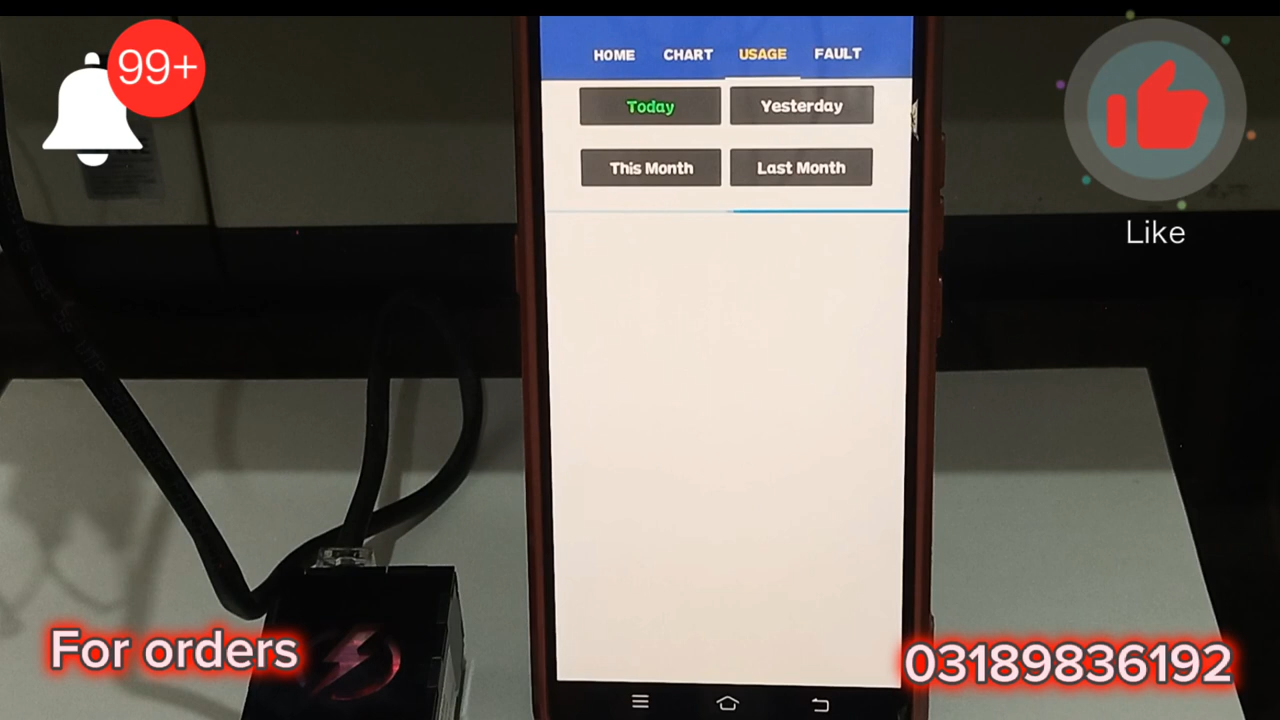 99+
HOME CHART USAGE FAULT
Today Yesterday
This Month Last Month
Like
For orders
03189836192